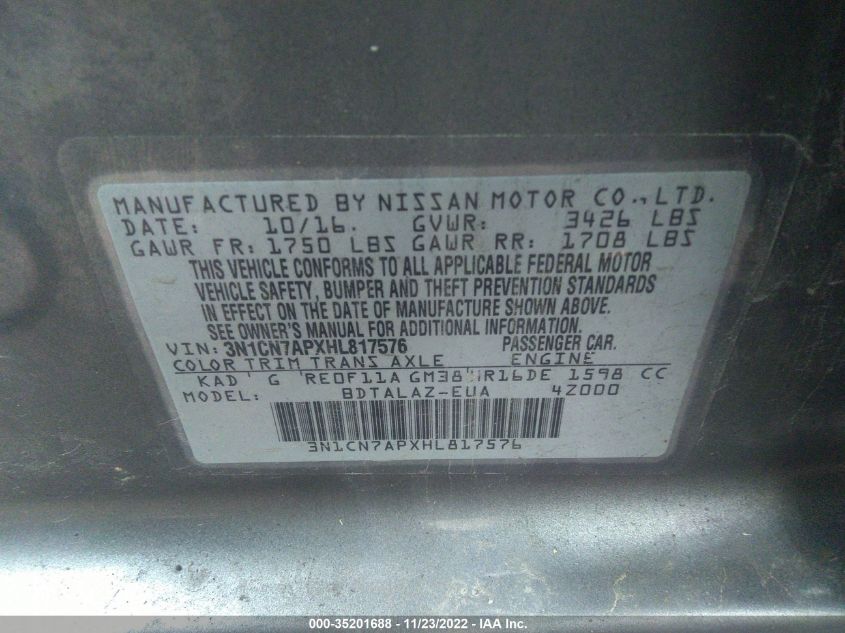 MANUFACTURED BY NISSAN MOTOR CO., LTD.
DATE: 10/16. GVWR: 3426 LBS
GAWR FR: 1750 LBS GAWR RR: 1708 LBS
THIS VEHICLE CONFORMS TO ALL APPLICABLE FEDERAL MOTOR
VEHICLE SAFETY, BUMPER AND THEFT PREVENTION STANDARDS
IN EFFECT ON THE DATE OF MANUFACTURE SHOWN ABOVE.
SEE OWNER'S MANUAL FOR ADDITIONAL INFORMATION.
VIN: 3N1CN7APXHL817576 PASSENGER CAR.
COLOR TRIM TRANS AXLE ENGINE
KAD G RE0F11A GM38 HR16DE 1598 CC
MODEL: BDTALAZ-EUA 4Z000
3N1CN7APXHL817576
000-35201688 - 11/23/2022 - IAA Inc.